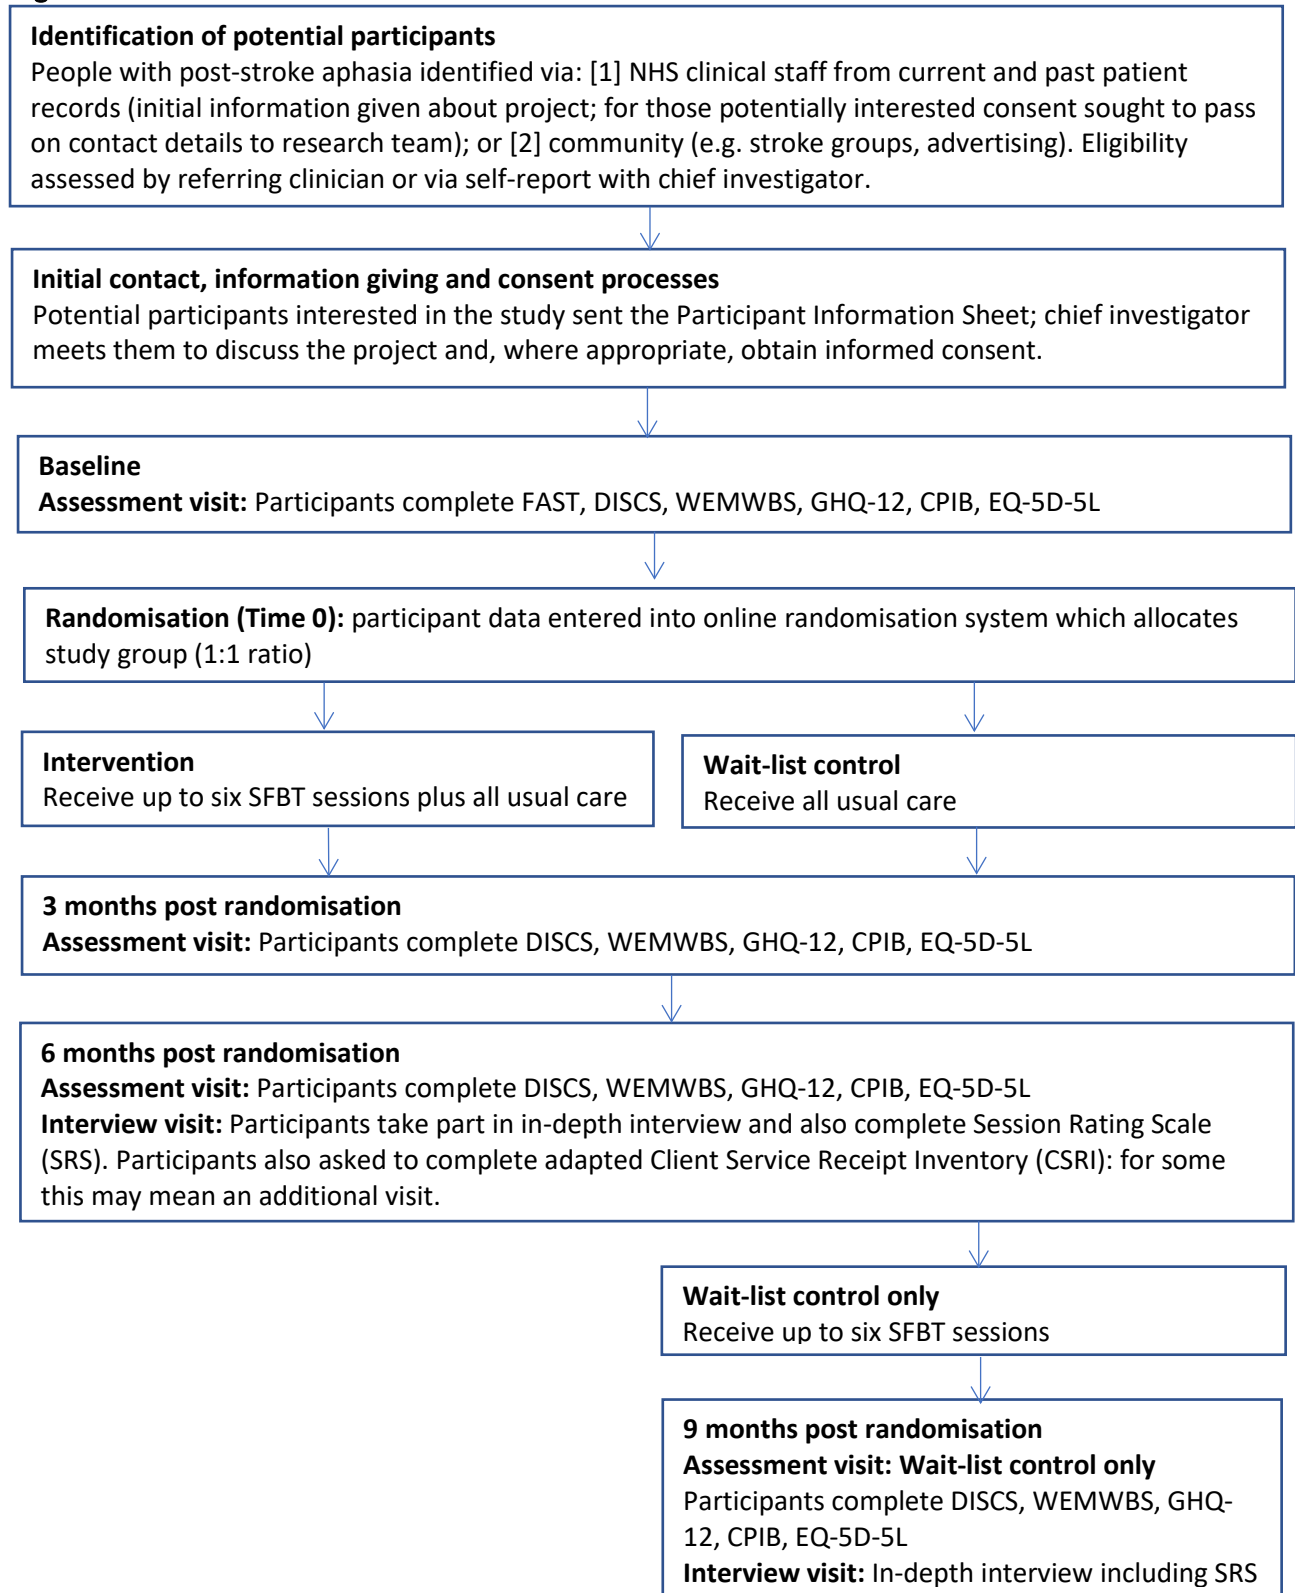 Identification of potential participants
People with post-stroke aphasia identified via: [1] NHS clinical staff from current and past patient
records (initial information given about project; for those potentially interested consent sought to pass
on contact details to research team); or [2] community (e.g. stroke groups, advertising). Eligibility
assessed by referring clinician or via self-report with chief investigator.
Initial contact, information giving and consent processes
Potential participants interested in the study sent the Participant Information Sheet; chief investigator
meets them to discuss the project and, where appropriate, obtain informed consent.
Baseline
Assessment visit: Participants complete FAST, DISCS, WEMWBS, GHQ-12, CPIB, EQ-5D-5L
Randomisation (Time 0): participant data entered into online randomisation system which allocates
study group (1:1 ratio)
Intervention
Receive up to six SFBT sessions plus all usual care
Wait-list control
Receive all usual care
3 months post randomisation
Assessment visit: Participants complete DISCS, WEMWBS, GHQ-12, CPIB, EQ-5D-5L
6 months post randomisation
Assessment visit: Participants complete DISCS, WEMWBS, GHQ-12, CPIB, EQ-5D-5L
Interview visit: Participants take part in in-depth interview and also complete Session Rating Scale
(SRS). Participants also asked to complete adapted Client Service Receipt Inventory (CSRI): for some
this may mean an additional visit.
Wait-list control only
Receive up to six SFBT sessions
9 months post randomisation
Assessment visit: Wait-list control only
Participants complete DISCS, WEMWBS, GHQ-
12, CPIB, EQ-5D-5L
Interview visit: In-depth interview including SRS